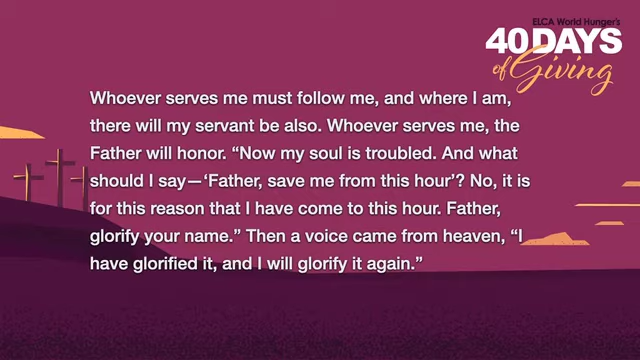 ELCA World Hunger's
40 DAYS
of Giving
Whoever serves me must follow me, and where I am,
there will my servant be also. Whoever serves me, the
Father will honor. “Now my soul is troubled. And what
should I say—‘Father, save me from this hour’? No, it is
for this reason that I have come to this hour. Father,
glorify your name.” Then a voice came from heaven, “I
have glorified it, and I will glorify it again.”